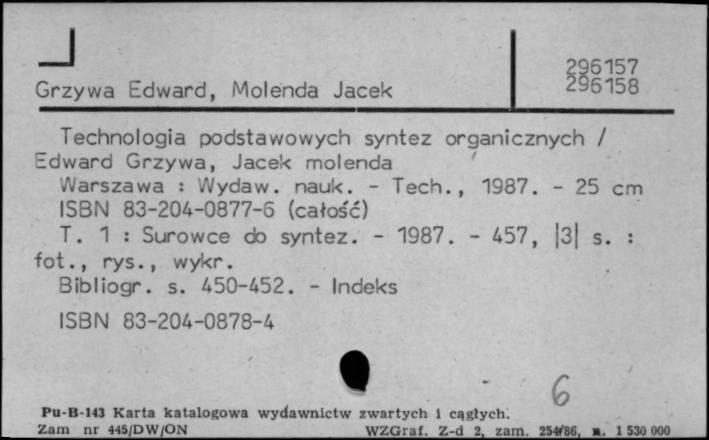 296157
Grzywa Edward, Molenda Jacek
296158
Technologia podstawowych syntez organicznych /
Edward Grzywa, Jacek molenda
Warszawa : Wydaw. nauk. - Tech., 1987. - 25 cm
ISBN 83-204-0877-6 (całość)
T. 1 : Surowce do syntez. - 1987. - 457, |3| s. :
fot., rys., wykr.
Bibliogr. s. 450-452. - Indeks
ISBN 83-204-0878-4
6
Pu-B-143 Karta katalogowa wydawnictw zwartych i ciągłych.
Zam nr 445/DW/ON WZGraf. Z-d 2, zam. 254/86, n. 1 530 000